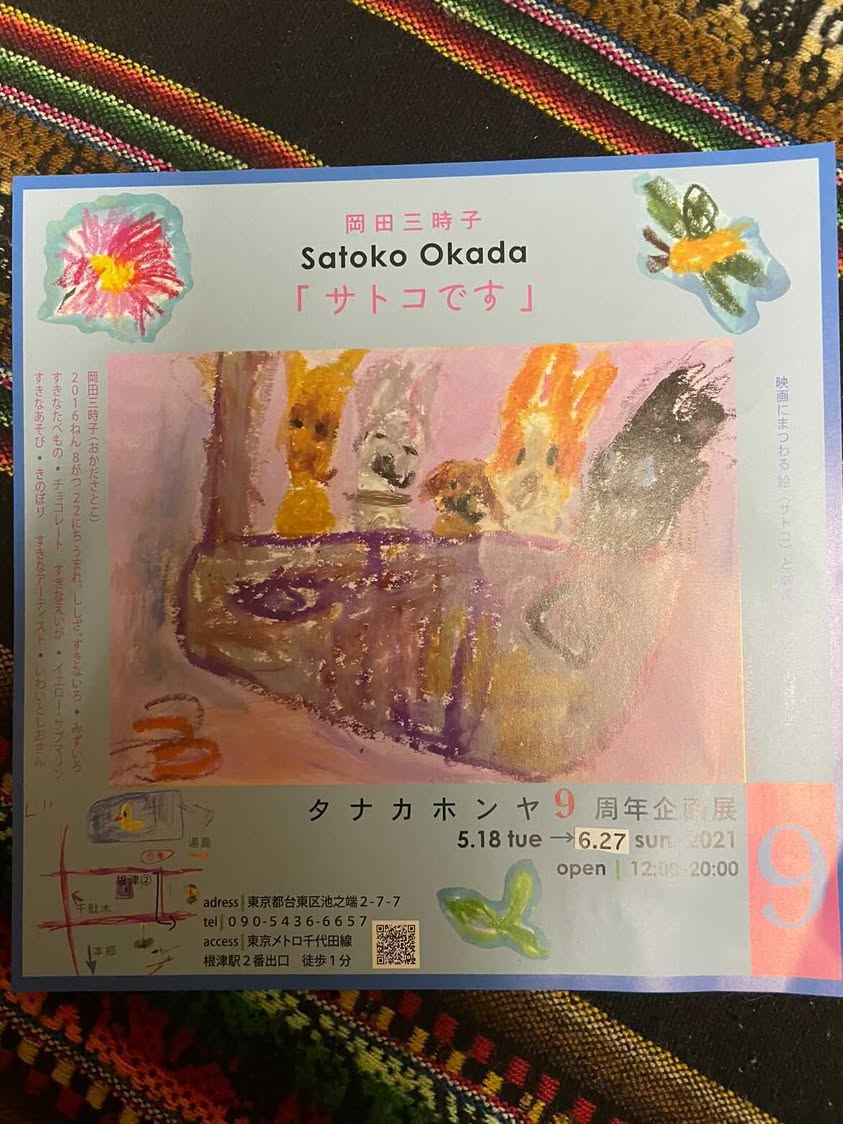 岡田三時子
Satoko Okada
「サトコです」
映画にまつわる絵〈サトコ〉と
岡田三時子(おかださとこ)
2016ねん8がつ22にちうまれ。ししざ。すきないろ・みずいろ
すきなたべもの・チョコレート すきなえいが・イエロー・サブマリン
すきなあそび・きのぼり すきなアーティスト・いわいとしおさん
タナカホンヤ9周年企画展
5.18 tue → 6.27 sun 2021
open | 12:00-20:00
9
湯島
根津②
千駄木
本郷
adress | 東京都台東区池之端2-7-7
tel | 090-5436-6657
access | 東京メトロ千代田線
根津駅2番出口 徒歩1分